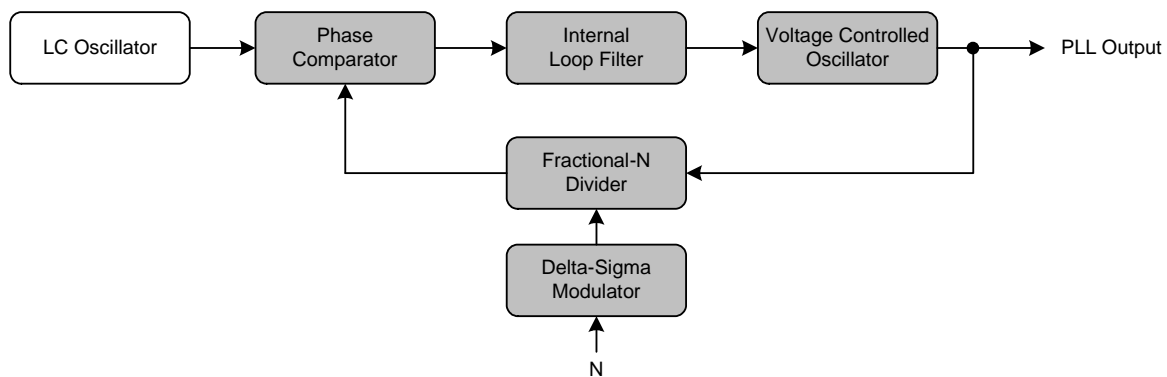 LC Oscillator
Phase
Comparator
Internal
Loop Filter
Voltage Controlled
Oscillator
PLL Output
Fractional-N
Divider
Delta-Sigma
Modulator
N